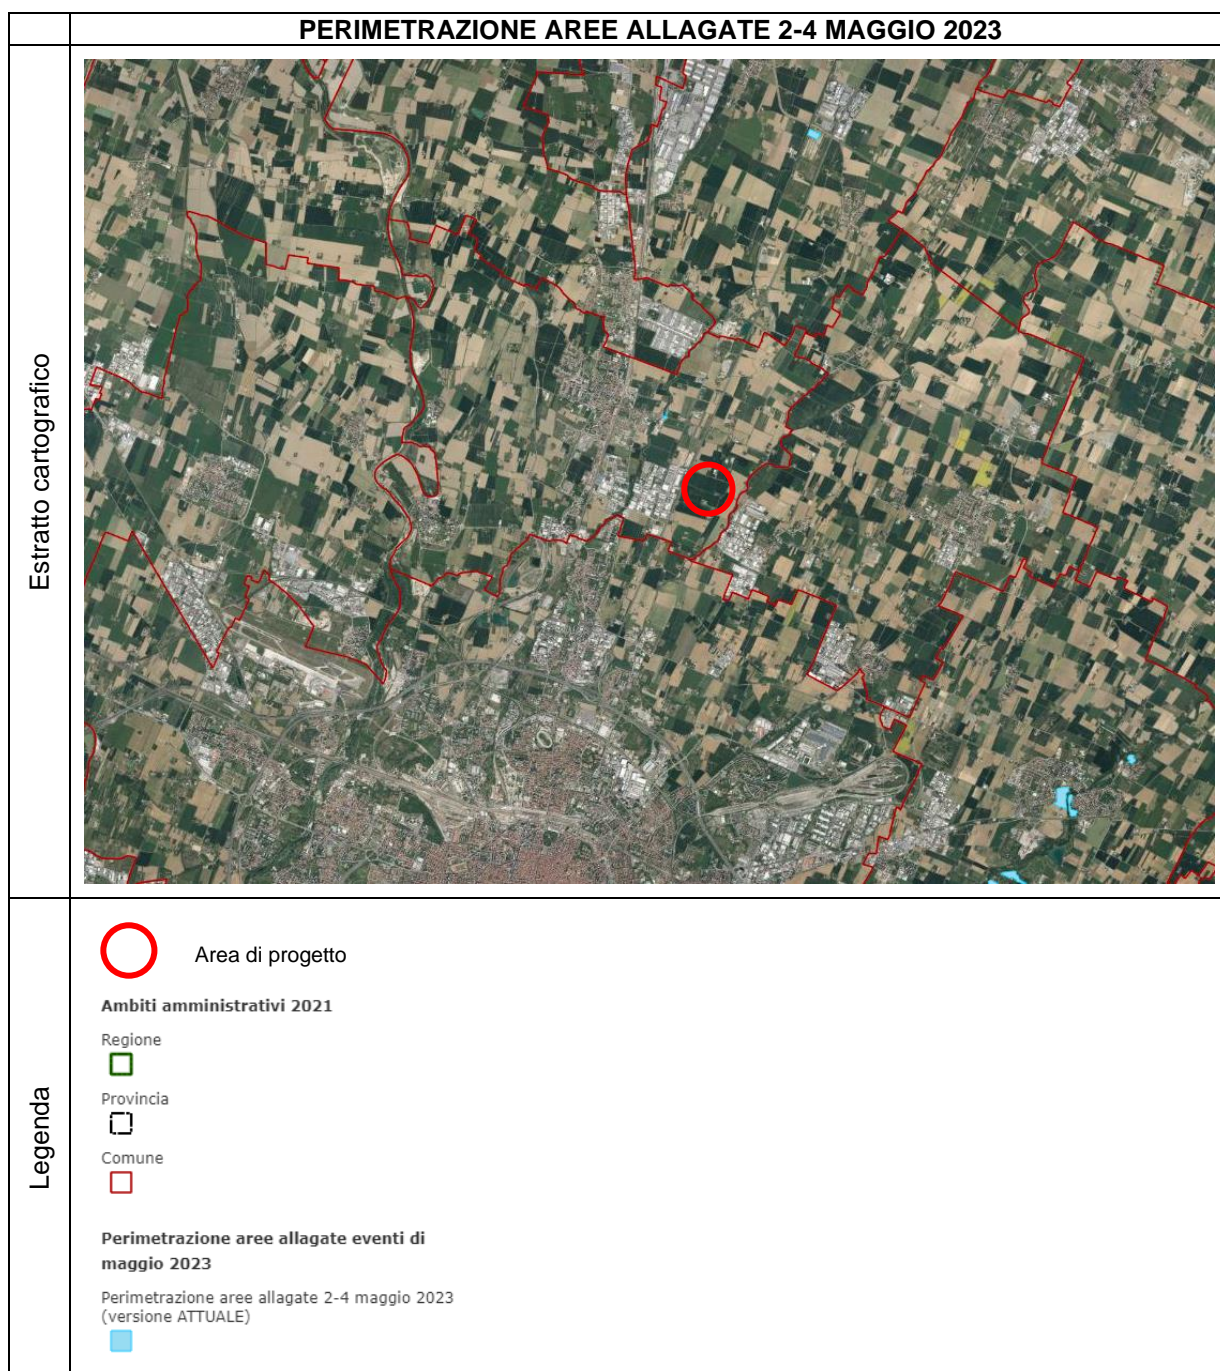 PERIMETRAZIONE AREE ALLAGATE 2-4 MAGGIO 2023
Estratto cartografico
Legenda
Area di progetto
Ambiti amministrativi 2021
Regione
Provincia
Comune
Perimetrazione aree allagate eventi di
maggio 2023
Perimetrazione aree allagate 2-4 maggio 2023
(versione ATTUALE)